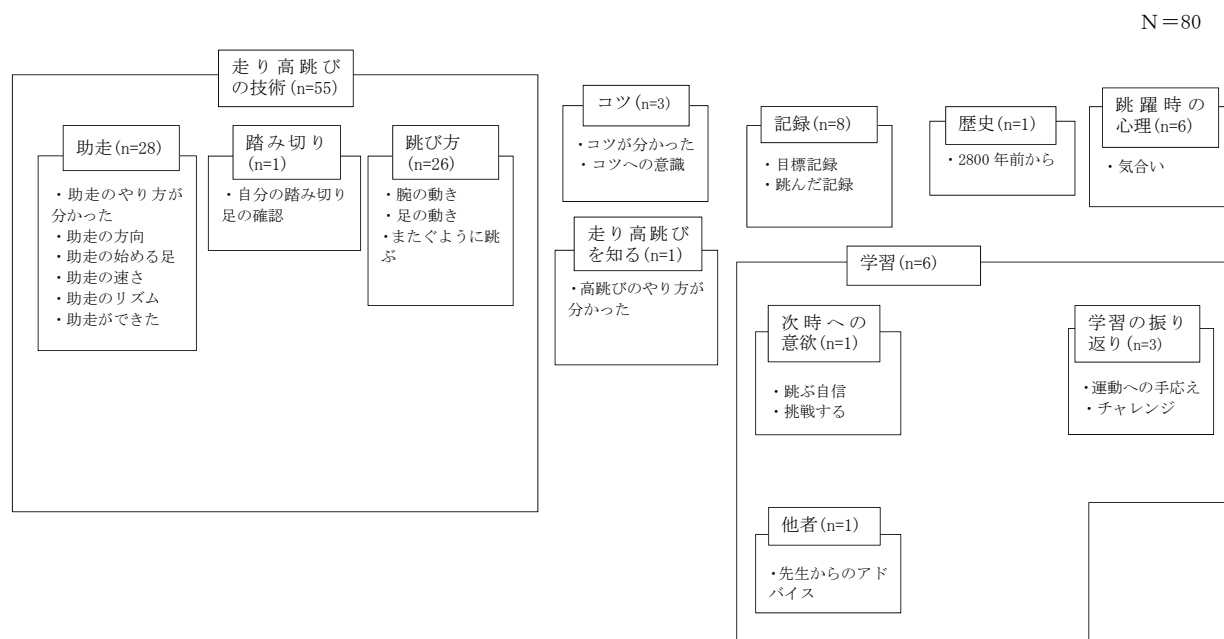 N=80
走り高跳び
の技術(n=55)
助走(n=28)
・助走のやり方が
分かった
・助走の方向
・助走の始める足
・助走の速さ
・助走のリズム
・助走ができた
踏み切り
(n=1)
・自分の踏み切り
足の確認
跳び方
(n=26)
・腕の動き
・足の動き
・またぐように跳
ぶ
コツ(n=3)
・コツが分かった
・コツへの意識
走り高跳び
を知る(n=1)
・高跳びのやり方が
分かった
記録(n=8)
・目標記録
・跳んだ記録
歴史(n=1)
・2800 年前から
跳躍時の
心理(n=6)
・気合い
学習(n=6)
次時への
意欲(n=1)
・跳ぶ自信
・挑戦する
学習の振り
返り(n=3)
・運動への手応え
・チャレンジ
他者(n=1)
・先生からのアド
バイス